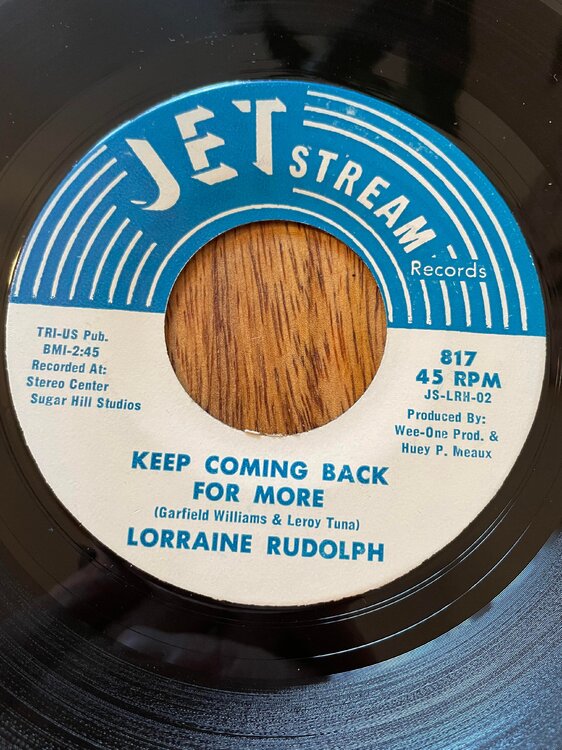 JET STREAM
Records
TRI-US Pub.
BMI-2:45
Recorded At:
Stereo Center
Sugar Hill Studios
817
45 RPM
JS-LRH-02
Produced By:
Wee-One Prod. &
Huey P. Meaux
KEEP COMING BACK
FOR MORE
(Garfield Williams & Leroy Tuna)
LORRAINE RUDOLPH